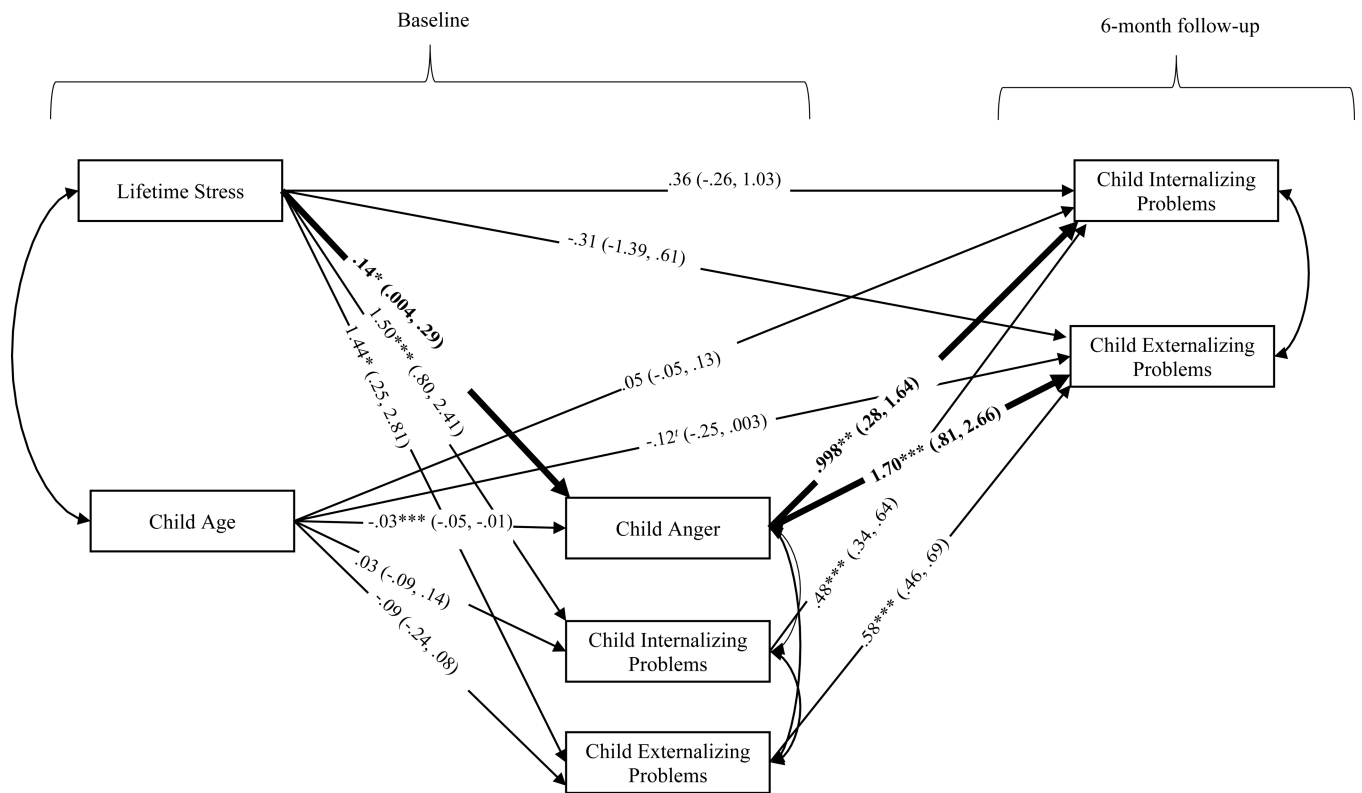 Baseline
6-month follow-up
Lifetime Stress
Child Internalizing
Problems
.36 (-.26, 1.03)
-.31 (-1.39, .61)
.14* (.004, .29)
1.50*** (.80, 2.41)
1.44* (.25, 2.81)
Child Externalizing
Problems
.05 (-.05, .13)
-.12ᵗ (-.25, .003)
.998** (.28, 1.64)
1.70*** (.81, 2.66)
Child Age
-.03*** (-.05, -.01)
Child Anger
.03 (-.09, .14)
-.09 (-.24, .08)
.48*** (.34, .64)
.58*** (.46, .69)
Child Internalizing
Problems
Child Externalizing
Problems